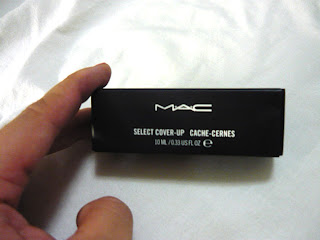 MAC
SELECT COVER-UP CACHE-CERNES
10 ML / 0.33 US FL OZ ℮